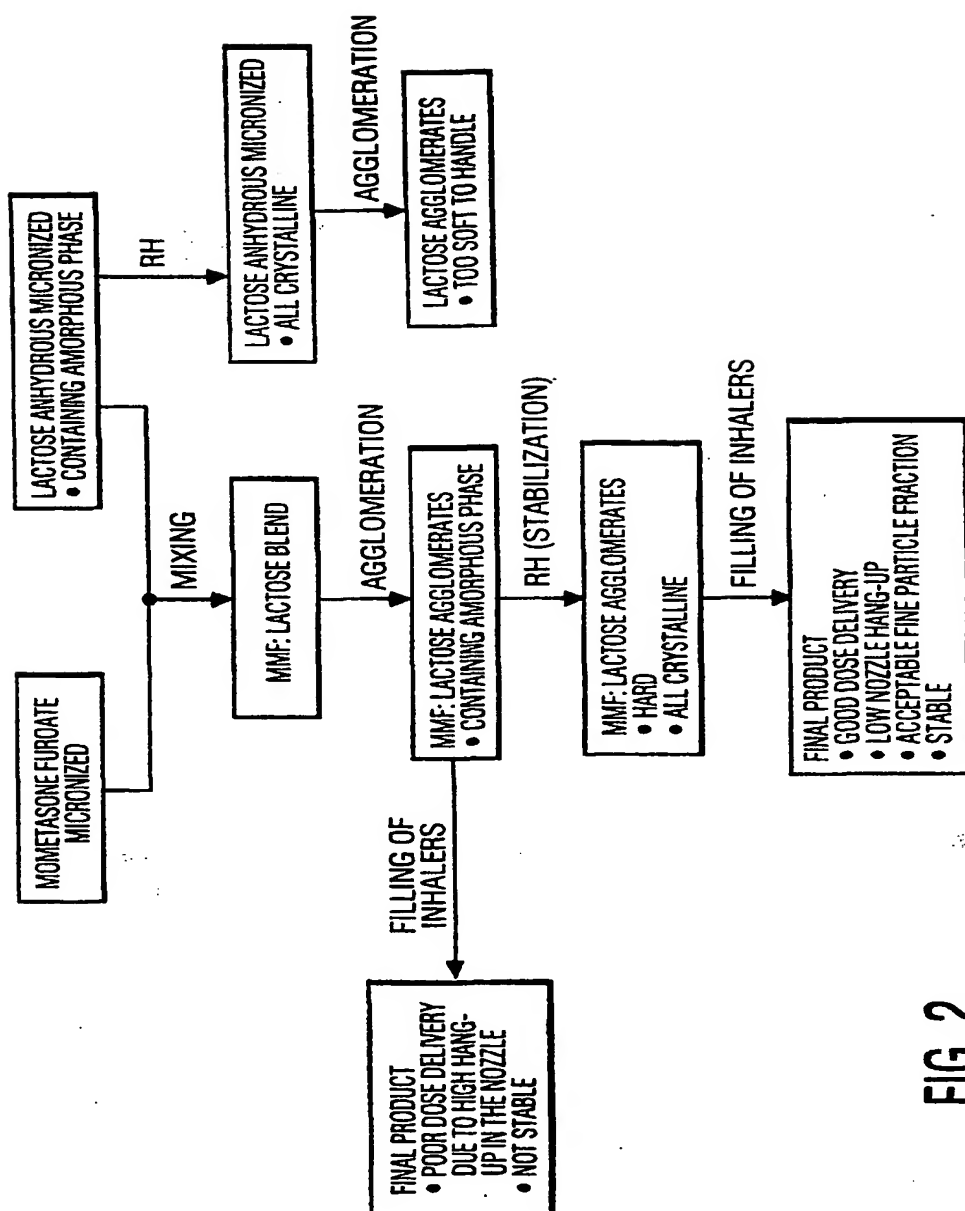 MOMETASONE FUROATE
MICRONIZED
LACTOSE ANHYDROUS MICRONIZED
• CONTAINING AMORPHOUS PHASE
MIXING
RH
MMF: LACTOSE BLEND
LACTOSE ANHYDROUS MICRONIZED
• ALL CRYSTALLINE
AGGLOMERATION
AGGLOMERATION
MMF: LACTOSE AGGLOMERATES
• CONTAINING AMORPHOUS PHASE
LACTOSE AGGLOMERATES
• TOO SOFT TO HANDLE
FILLING OF
INHALERS
RH (STABILIZATION)
FINAL PRODUCT
• POOR DOSE DELIVERY
DUE TO HIGH HANG-
UP IN THE NOZZLE
• NOT STABLE
MMF: LACTOSE AGGLOMERATES
• HARD
• ALL CRYSTALLINE
FILLING OF INHALERS
FINAL PRODUCT
• GOOD DOSE DELIVERY
• LOW NOZZLE HANG-UP
• ACCEPTABLE FINE PARTICLE FRACTION
• STABLE
FIG. 2